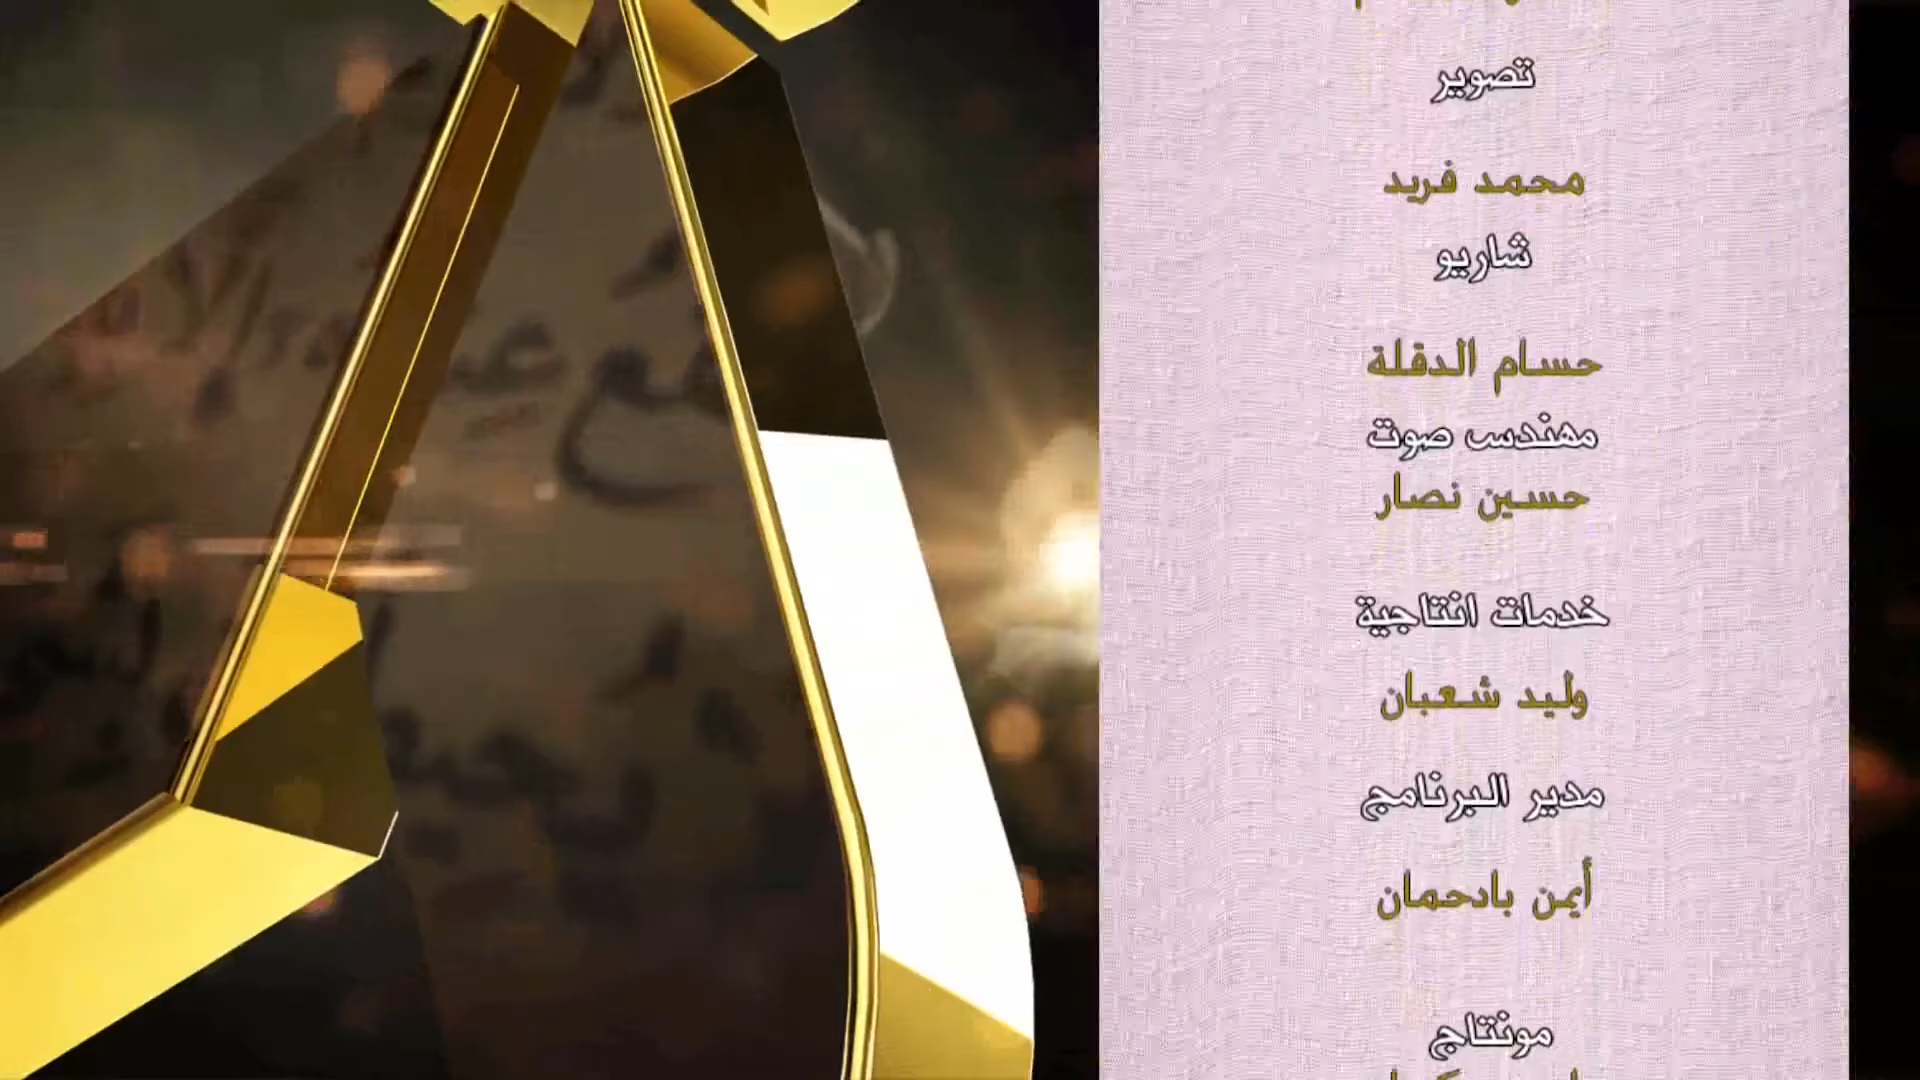 تصوير
محمد فريد
شاريو
حسام الدقلة
مهندس صوت
حسين نصار
خدمات انتاجية
وليد شعبان
مدير البرنامج
أيمن بادحمان
مونتاج